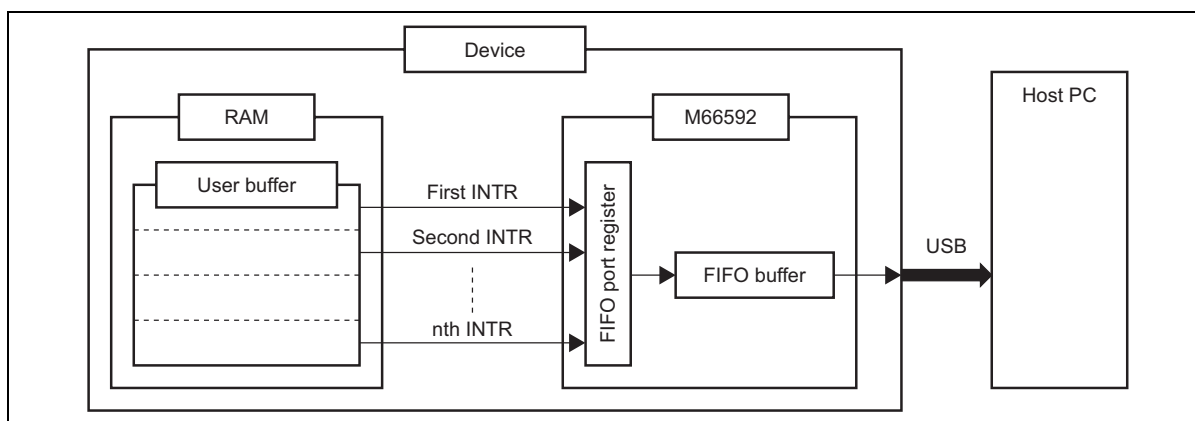 Device
Host PC
RAM
M66592
User buffer
First INTR
Second INTR
nth INTR
FIFO port register
FIFO buffer
USB